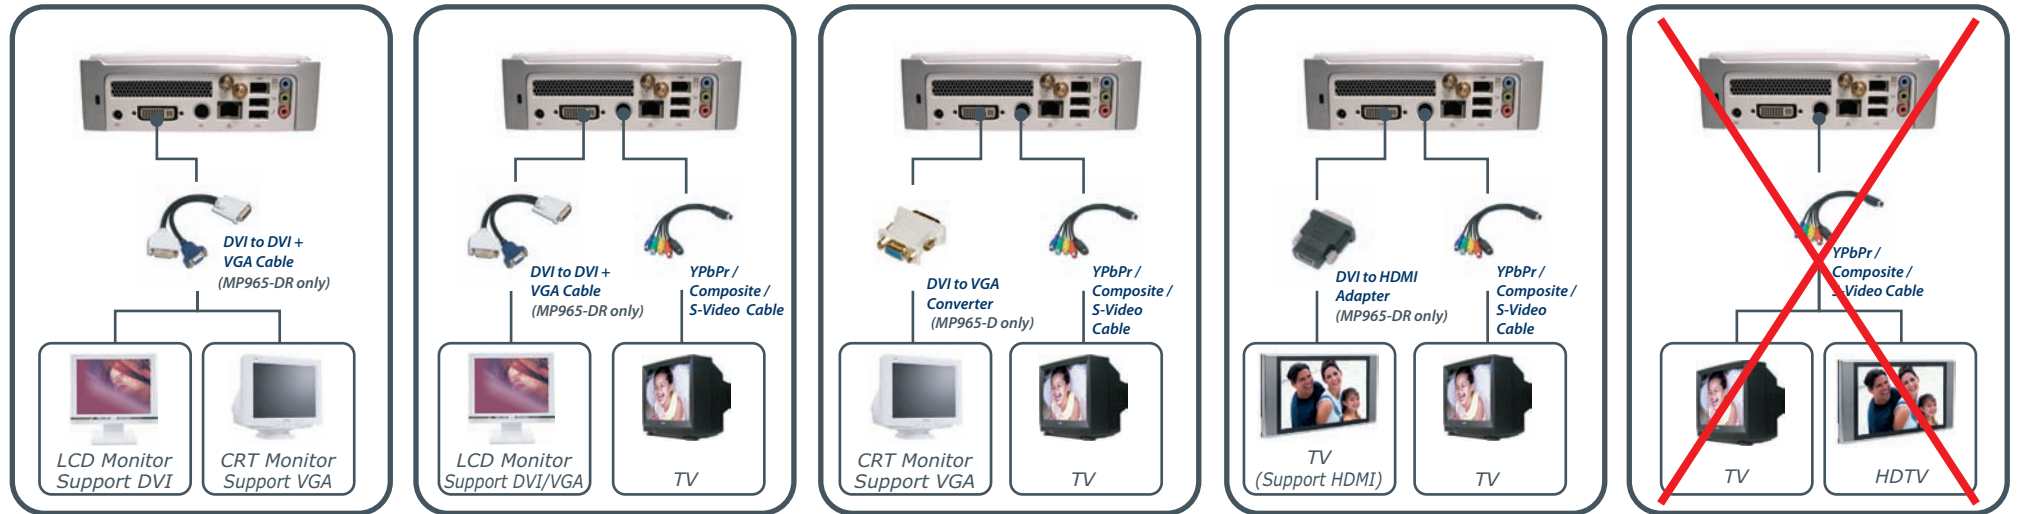 DVI to DVI +
VGA Cable
(MP965-DR only)
LCD Monitor
Support DVI
CRT Monitor
Support VGA
DVI to DVI +
VGA Cable
(MP965-DR only)
YPbPr /
Composite /
S-Video Cable
LCD Monitor
Support DVI/VGA
TV
DVI to VGA
Converter
(MP965-D only)
YPbPr /
Composite /
S-Video
Cable
CRT Monitor
Support VGA
TV
DVI to HDMI
Adapter
(MP965-DR only)
YPbPr /
Composite /
S-Video
Cable
TV
(Support HDMI)
TV
YPbPr /
Composite /
S-Video Cable
TV
HDTV